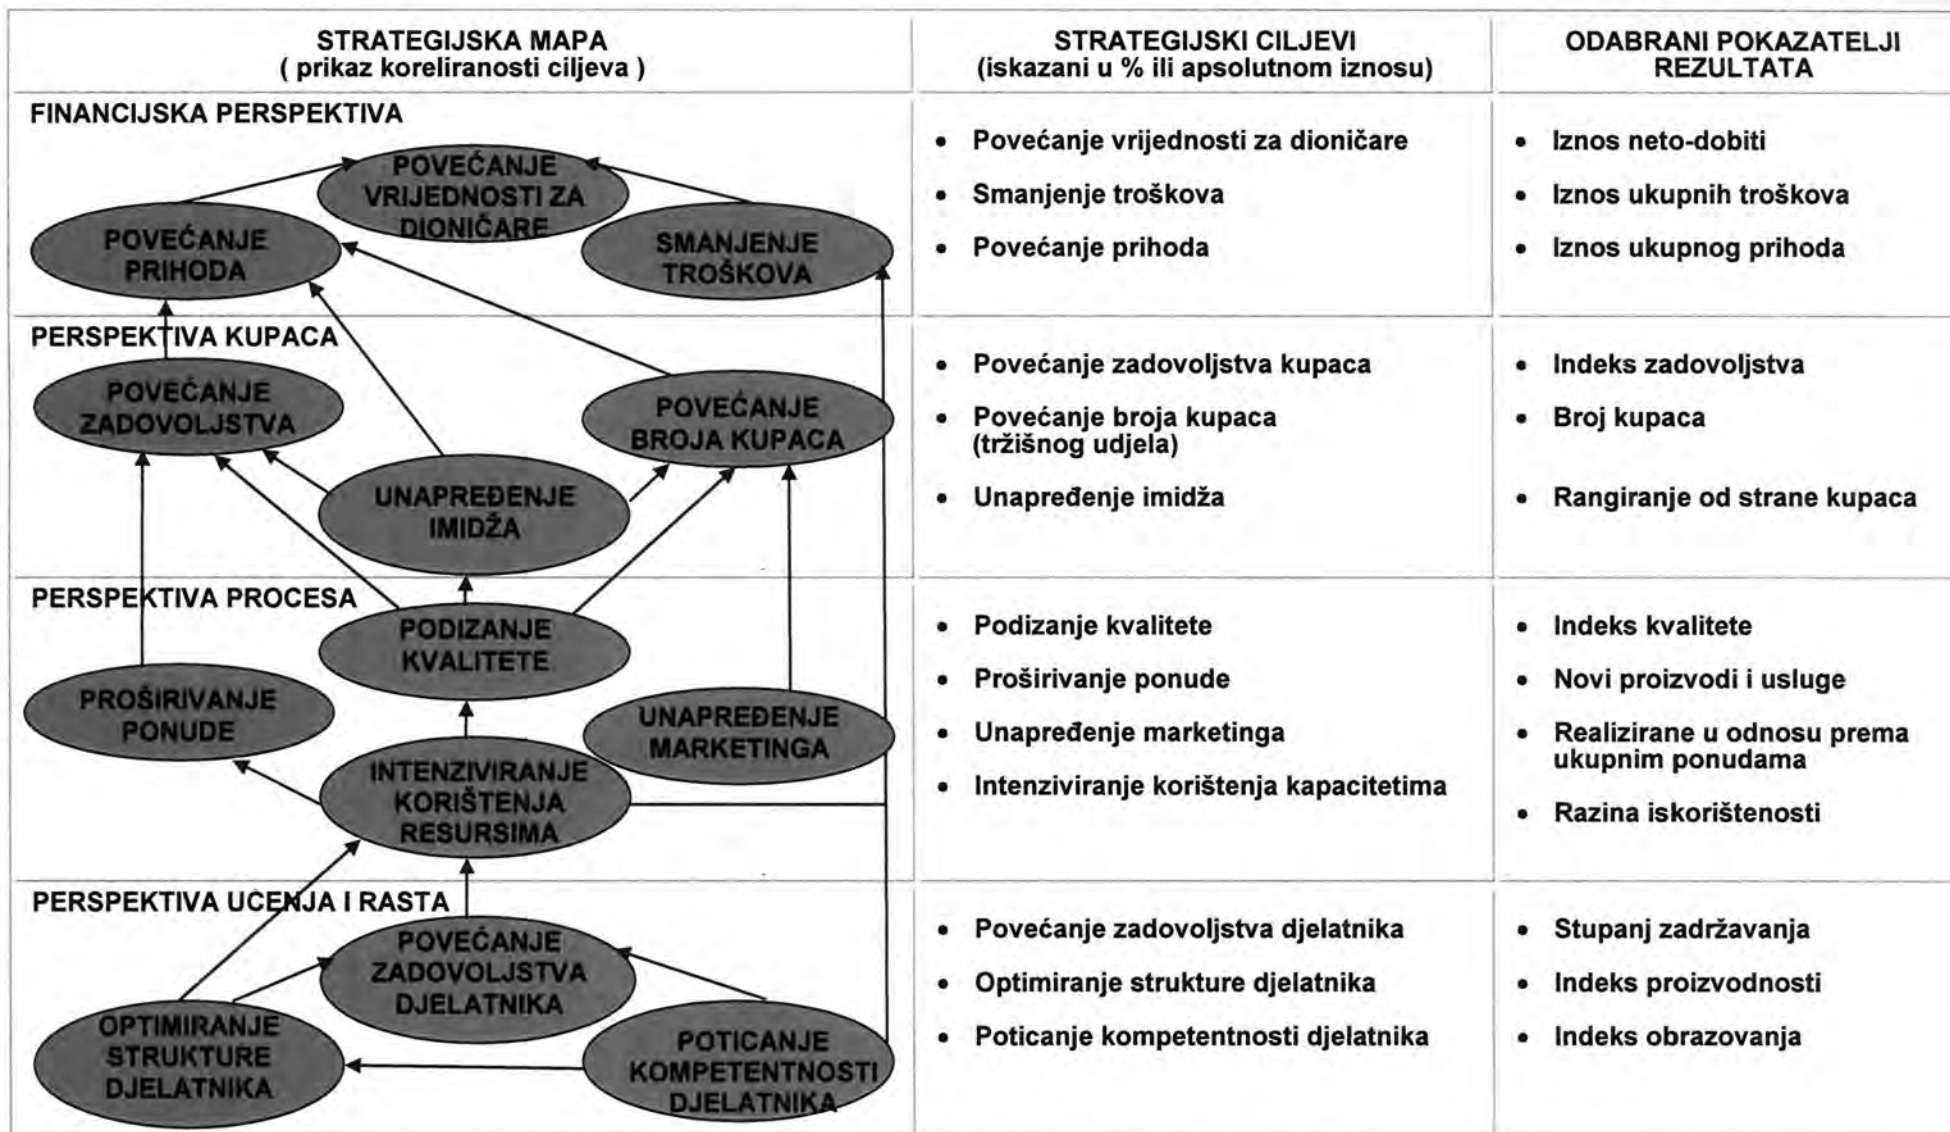 STRATEGIJSKA MAPA
( prikaz koreliranosti ciljeva )
STRATEGIJSKI CILJEVI
(iskazani u % ili apsolutnom iznosu)
ODABRANI POKAZATELJI
REZULTATA
FINANCIJSKA PERSPEKTIVA
POVEĆANJE
VRIJEDNOSTI ZA
DIONIČARE
POVEĆANJE
PRIHODA
SMANJENJE
TROŠKOVA
• Povećanje vrijednosti za dioničare
• Smanjenje troškova
• Povećanje prihoda
• Iznos neto-dobiti
• Iznos ukupnih troškova
• Iznos ukupnog prihoda
PERSPEKTIVA KUPACA
POVEĆANJE
ZADOVOLJSTVA
POVEĆANJE
BROJA KUPACA
UNAPREĐENJE
IMIDŽA
• Povećanje zadovoljstva kupaca
• Povećanje broja kupaca
(tržišnog udjela)
• Unapređenje imidža
• Indeks zadovoljstva
• Broj kupaca
• Rangiranje od strane kupaca
PERSPEKTIVA PROCESA
PODIZANJE
KVALITETE
PROŠIRIVANJE
PONUDE
UNAPREĐENJE
MARKETINGA
INTENZIVIRANJE
KORIŠTENJA
RESURSIMA
• Podizanje kvalitete
• Proširivanje ponude
• Unapređenje marketinga
• Intenziviranje korištenja kapacitetima
• Indeks kvalitete
• Novi proizvodi i usluge
• Realizirane u odnosu prema
ukupnim ponudama
• Razina iskorištenosti
PERSPEKTIVA UČENJA I RASTA
POVEĆANJE
ZADOVOLJSTVA
DJELATNIKA
OPTIMIRANJE
STRUKTURE
DJELATNIKA
POTICANJE
KOMPETENTNOSTI
DJELATNIKA
• Povećanje zadovoljstva djelatnika
• Optimiranje strukture djelatnika
• Poticanje kompetentnosti djelatnika
• Stupanj zadržavanja
• Indeks proizvodnosti
• Indeks obrazovanja